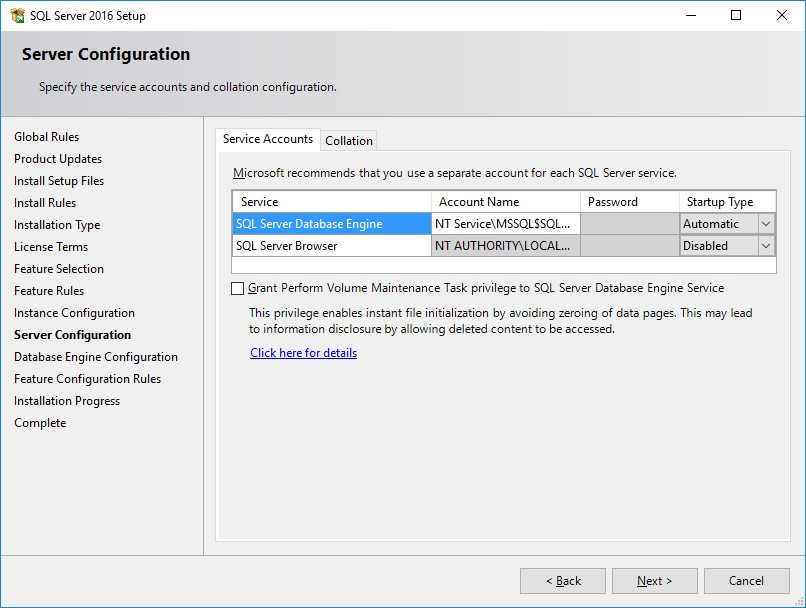 SQL Server 2016 Setup
Server Configuration
Specify the service accounts and collation configuration.
Global Rules
Product Updates
Install Setup Files
Install Rules
Installation Type
License Terms
Feature Selection
Feature Rules
Instance Configuration
Server Configuration
Database Engine Configuration
Feature Configuration Rules
Installation Progress
Complete
Service Accounts Collation
Microsoft recommends that you use a separate account for each SQL Server service.
Service Account Name Password Startup Type
SQL Server Database Engine NT Service\MSSQL$SQL... Automatic
SQL Server Browser NT AUTHORITY\LOCAL... Disabled
Grant Perform Volume Maintenance Task privilege to SQL Server Database Engine Service
This privilege enables instant file initialization by avoiding zeroing of data pages. This may lead
to information disclosure by allowing deleted content to be accessed.
Click here for details
< Back Next > Cancel